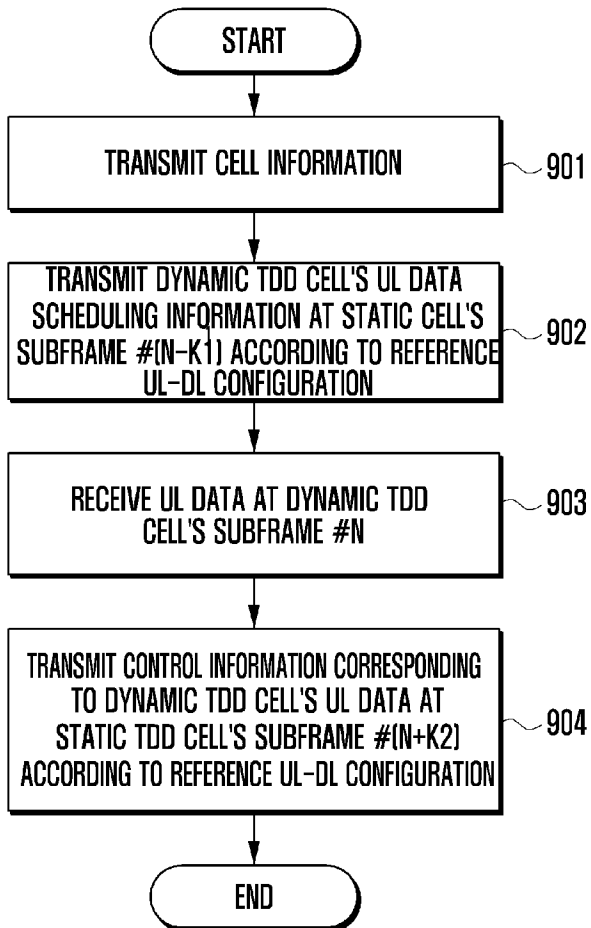 START
TRANSMIT CELL INFORMATION
901
TRANSMIT DYNAMIC TDD CELL'S UL DATA
SCHEDULING INFORMATION AT STATIC CELL'S
SUBFRAME #(N-K1) ACCORDING TO REFERENCE
UL-DL CONFIGURATION
902
RECEIVE UL DATA AT DYNAMIC TDD
CELL'S SUBFRAME #N
903
TRANSMIT CONTROL INFORMATION CORRESPONDING
TO DYNAMIC TDD CELL'S UL DATA AT
STATIC TDD CELL'S SUBFRAME #(N+K2)
ACCORDING TO REFERENCE UL-DL CONFIGURATION
904
END